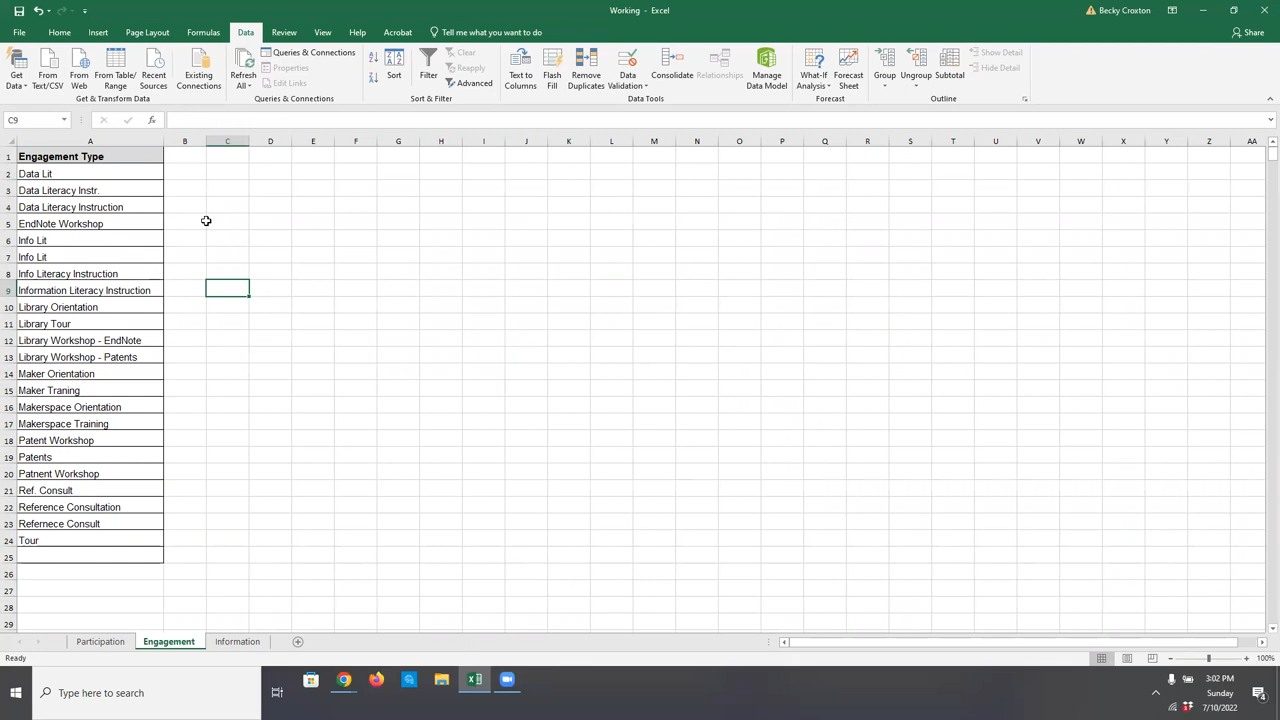 Working - Excel
Becky Croxton
File Home Insert Page Layout Formulas Data Review View Help Acrobat Tell me what you want to do Share
Get Data From Text/CSV From Web From Table/ Range Recent Sources Existing Connections
Get & Transform Data
Refresh All Queries & Connections Properties Edit Links
Queries & Connections
Sort Filter Clear Reapply Advanced
Sort & Filter
Text to Columns Flash Fill Remove Duplicates Data Validation Consolidate Relationships Manage Data Model
Data Tools
What-If Analysis Forecast Sheet
Forecast
Group Ungroup Subtotal Show Detail Hide Detail
Outline
C9 fx
A B C D E F G H I J K L M N O P Q R S T U V W X Y Z AA
1 Engagement Type
2 Data Lit
3 Data Literacy Instr.
4 Data Literacy Instruction
5 EndNote Workshop
6 Info Lit
7 Info Lit
8 Info Literacy Instruction
9 Information Literacy Instruction
10 Library Orientation
11 Library Tour
12 Library Workshop - EndNote
13 Library Workshop - Patents
14 Maker Orientation
15 Maker Traning
16 Makerspace Orientation
17 Makerspace Training
18 Patent Workshop
19 Patents
20 Patnent Workshop
21 Ref. Consult
22 Reference Consultation
23 Refernece Consult
24 Tour
25
26
27
28
29
Participation Engagement Information
Ready 100%
Type here to search
3:02 PM
Sunday
7/10/2022
4